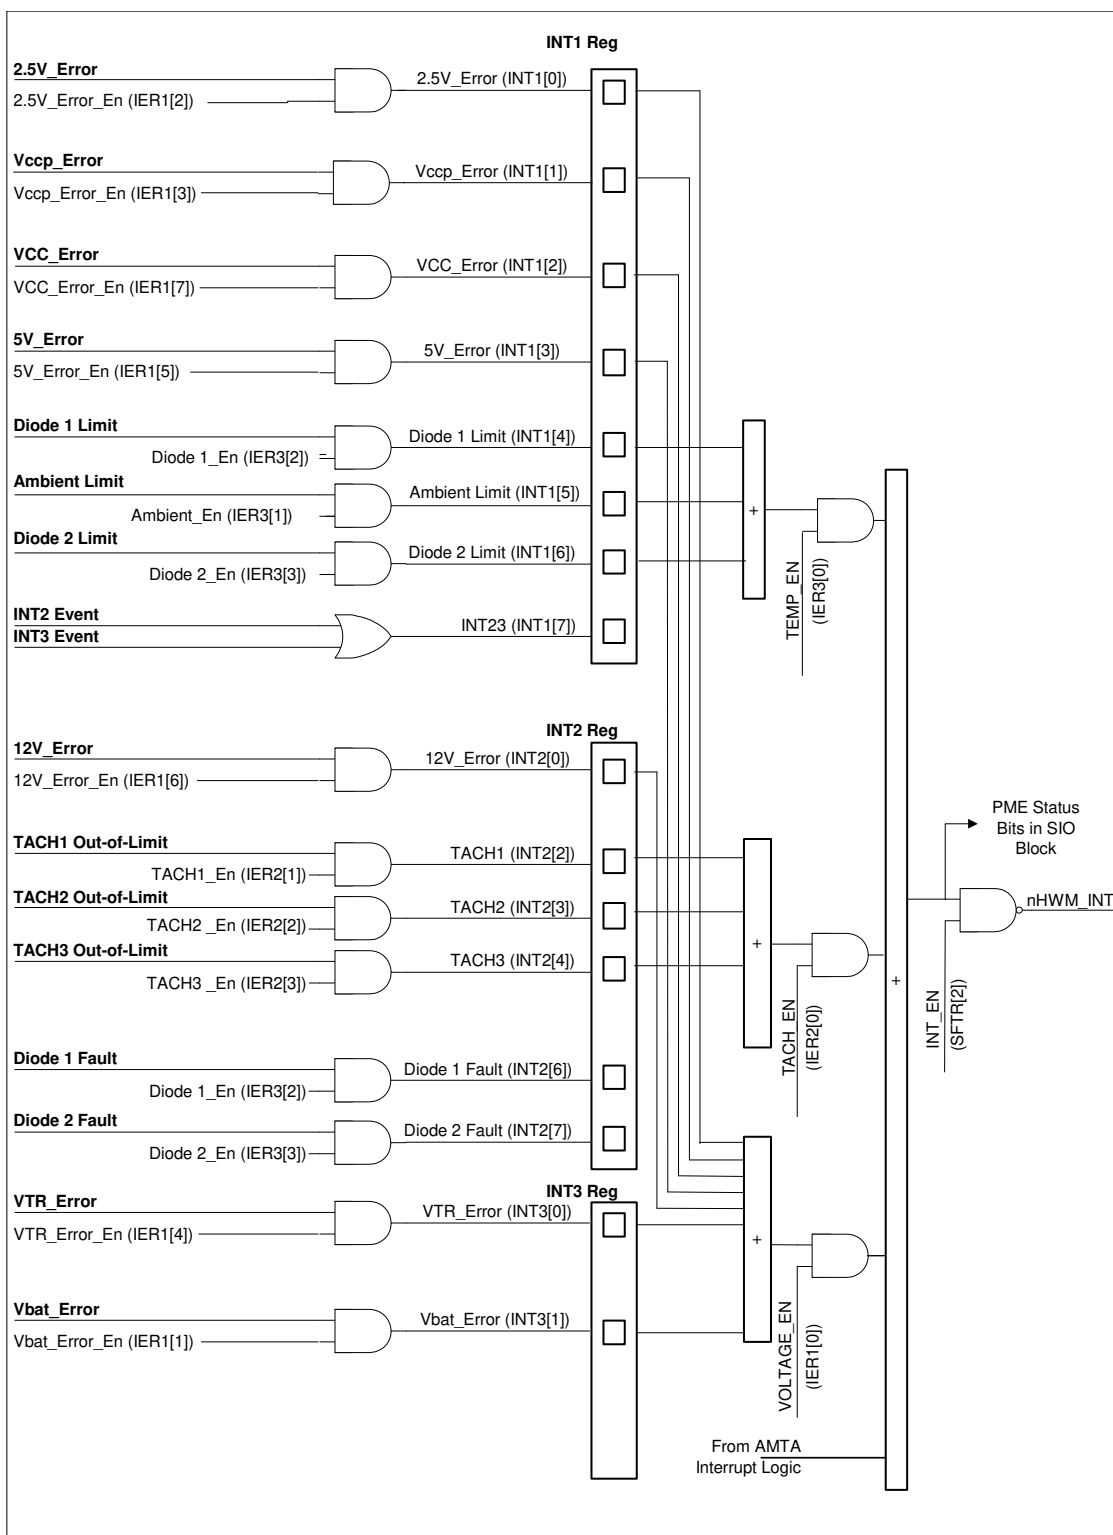 INT1 Reg
2.5V_Error
2.5V_Error_En (IER1[2])
2.5V_Error (INT1[0])
Vccp_Error
Vccp_Error_En (IER1[3])
Vccp_Error (INT1[1])
VCC_Error
VCC_Error_En (IER1[7])
VCC_Error (INT1[2])
5V_Error
5V_Error_En (IER1[5])
5V_Error (INT1[3])
Diode 1 Limit
Diode 1_En (IER3[2])
Diode 1 Limit (INT1[4])
Ambient Limit
Ambient_En (IER3[1])
Ambient Limit (INT1[5])
Diode 2 Limit
Diode 2_En (IER3[3])
Diode 2 Limit (INT1[6])
+
TEMP_EN
(IER3[0])
INT2 Event
INT3 Event
INT23 (INT1[7])
INT2 Reg
12V_Error
12V_Error_En (IER1[6])
12V_Error (INT2[0])
TACH1 Out-of-Limit
TACH1_En (IER2[1])
TACH1 (INT2[2])
TACH2 Out-of-Limit
TACH2 _En (IER2[2])
TACH2 (INT2[3])
TACH3 Out-of-Limit
TACH3 _En (IER2[3])
TACH3 (INT2[4])
+
TACH_EN
(IER2[0])
+
PME Status
Bits in SIO
Block
nHWM_INT
INT_EN
(SFTR[2])
Diode 1 Fault
Diode 1_En (IER3[2])
Diode 1 Fault (INT2[6])
Diode 2 Fault
Diode 2_En (IER3[3])
Diode 2 Fault (INT2[7])
INT3 Reg
VTR_Error
VTR_Error_En (IER1[4])
VTR_Error (INT3[0])
+
VOLTAGE_EN
(IER1[0])
Vbat_Error
Vbat_Error_En (IER1[1])
Vbat_Error (INT3[1])
From AMTA
Interrupt Logic